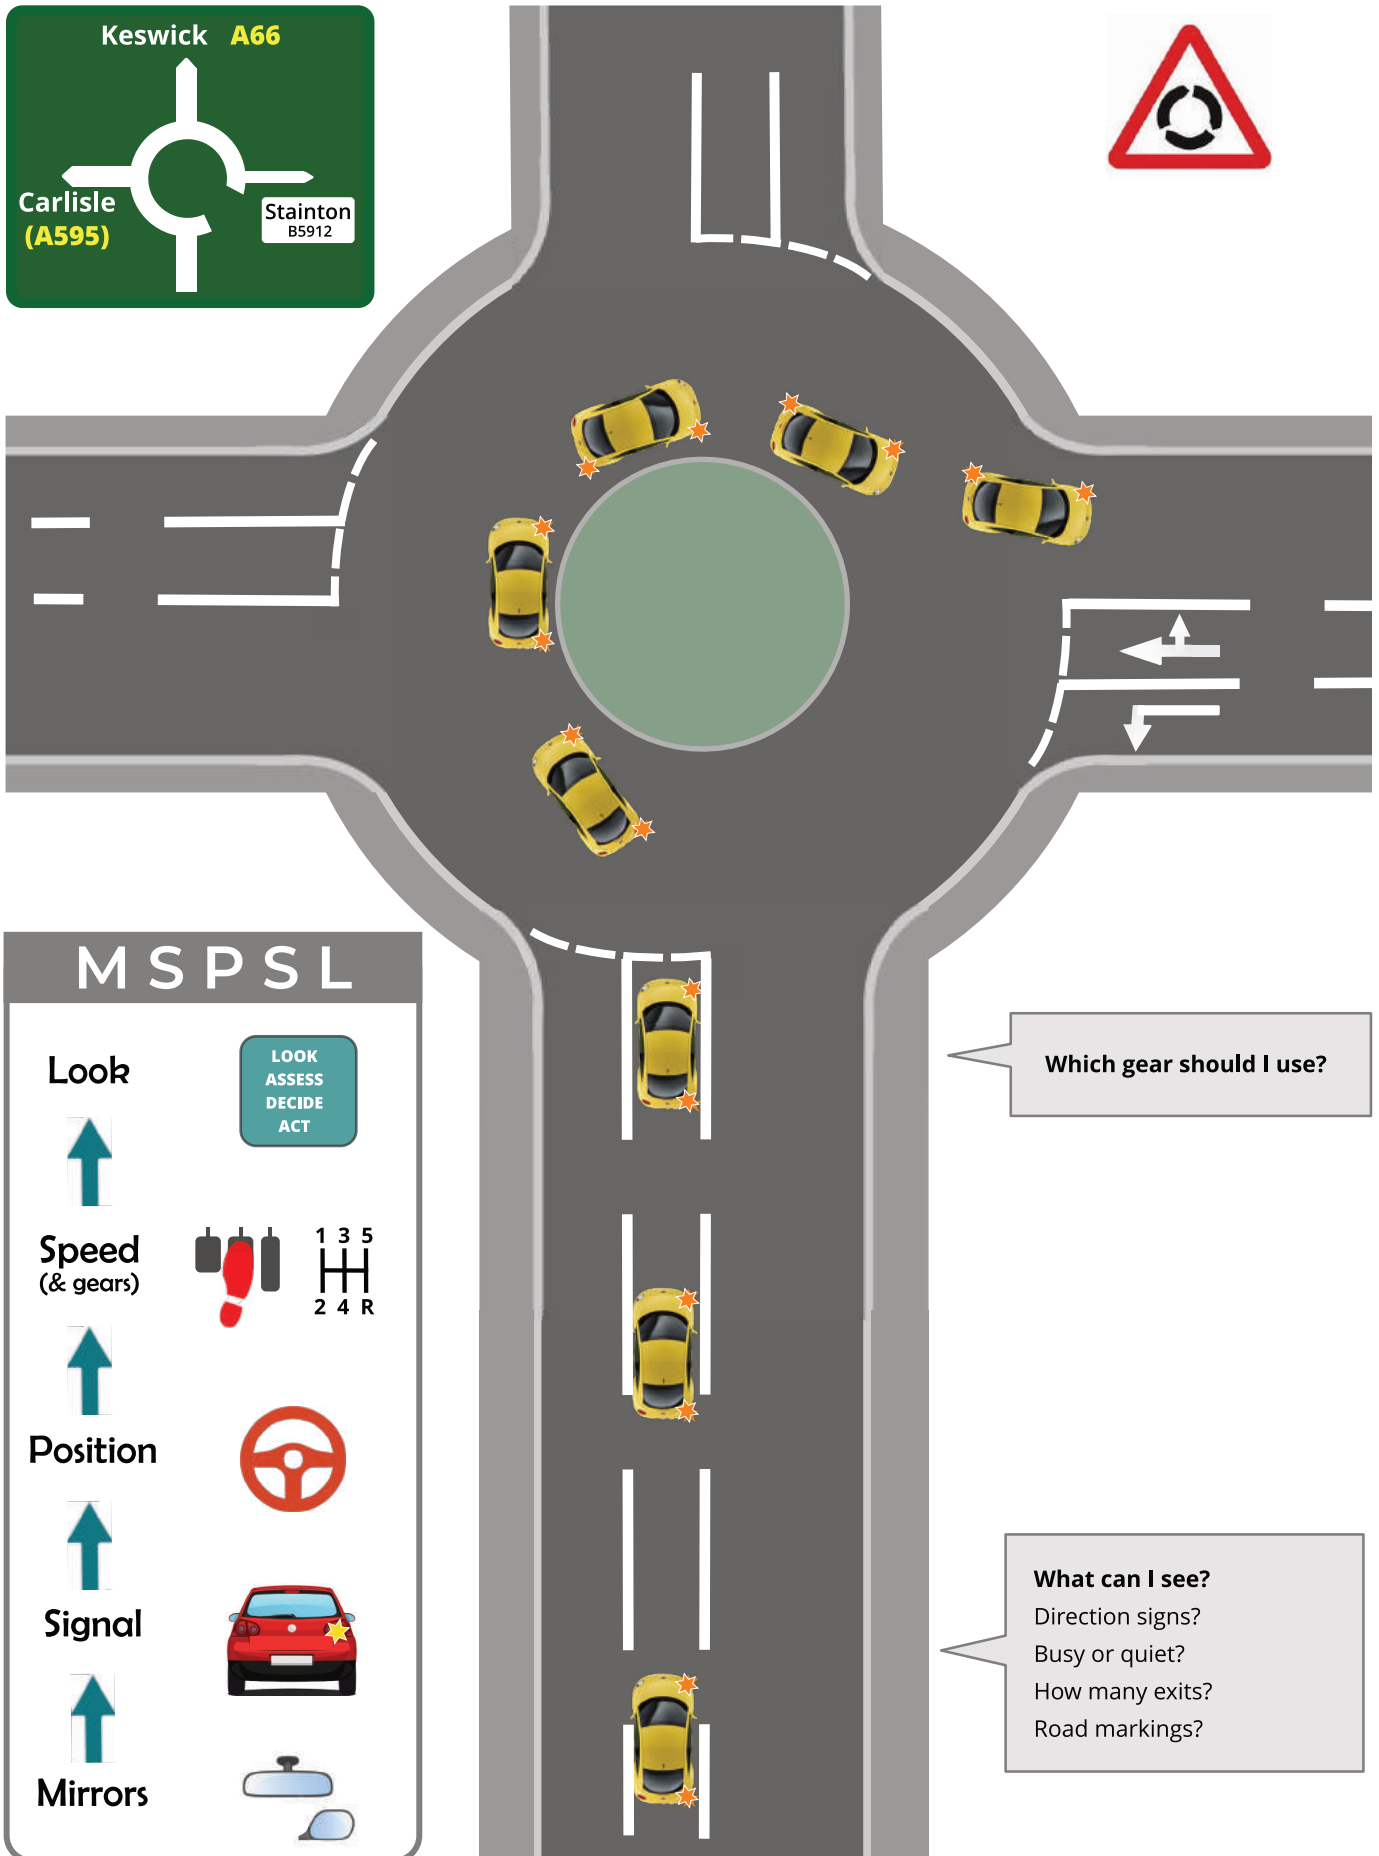 Keswick A66
Carlisle
(A595)
Stainton
B5912
M S P S L
Look
LOOK
ASSESS
DECIDE
ACT
Speed
(& gears)
1 3 5
2 4 R
Position
Signal
Mirrors
Which gear should I use?
What can I see?
Direction signs?
Busy or quiet?
How many exits?
Road markings?